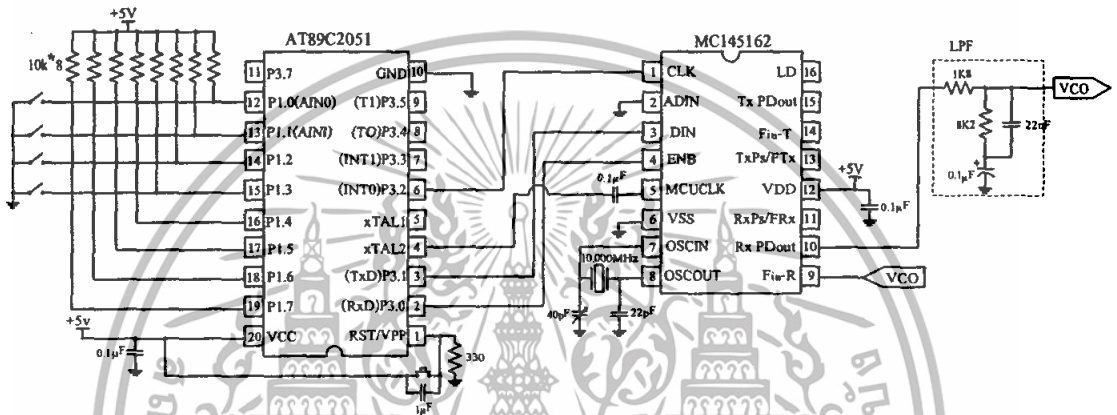 +5V
10k*8
AT89C2051
11 P3.7
12 P1.0(AIN0)
13 P1.1(AIN1)
14 P1.2
15 P1.3
16 P1.4
17 P1.5
18 P1.6
19 P1.7
20 VCC
GND 10
(T1)P3.5 9
(TO)P3.4 8
(INT1)P3.3 7
(INT0)P3.2 6
xTAL1 5
xTAL2 4
(TxD)P3.1 3
(RxD)P3.0 2
RST/VPP 1
+5v
0.1µF
330
1µF
MC145162
1 CLK
2 ADIN
3 DIN
4 ENB
5 MCUCLK
6 VSS
7 OSCIN
8 OSCOUT
LD 16
Tx PDout 15
Fin-T 14
TxPs/FTx 13
VDD 12
RxPs/FRx 11
Rx PDout 10
Fin-R 9
0.1µF
10,000MHz
40pF
22pF
+5V
0.1µF
VCO
LPF
1K8
8K2
22nF
+
0.1µF
VCO